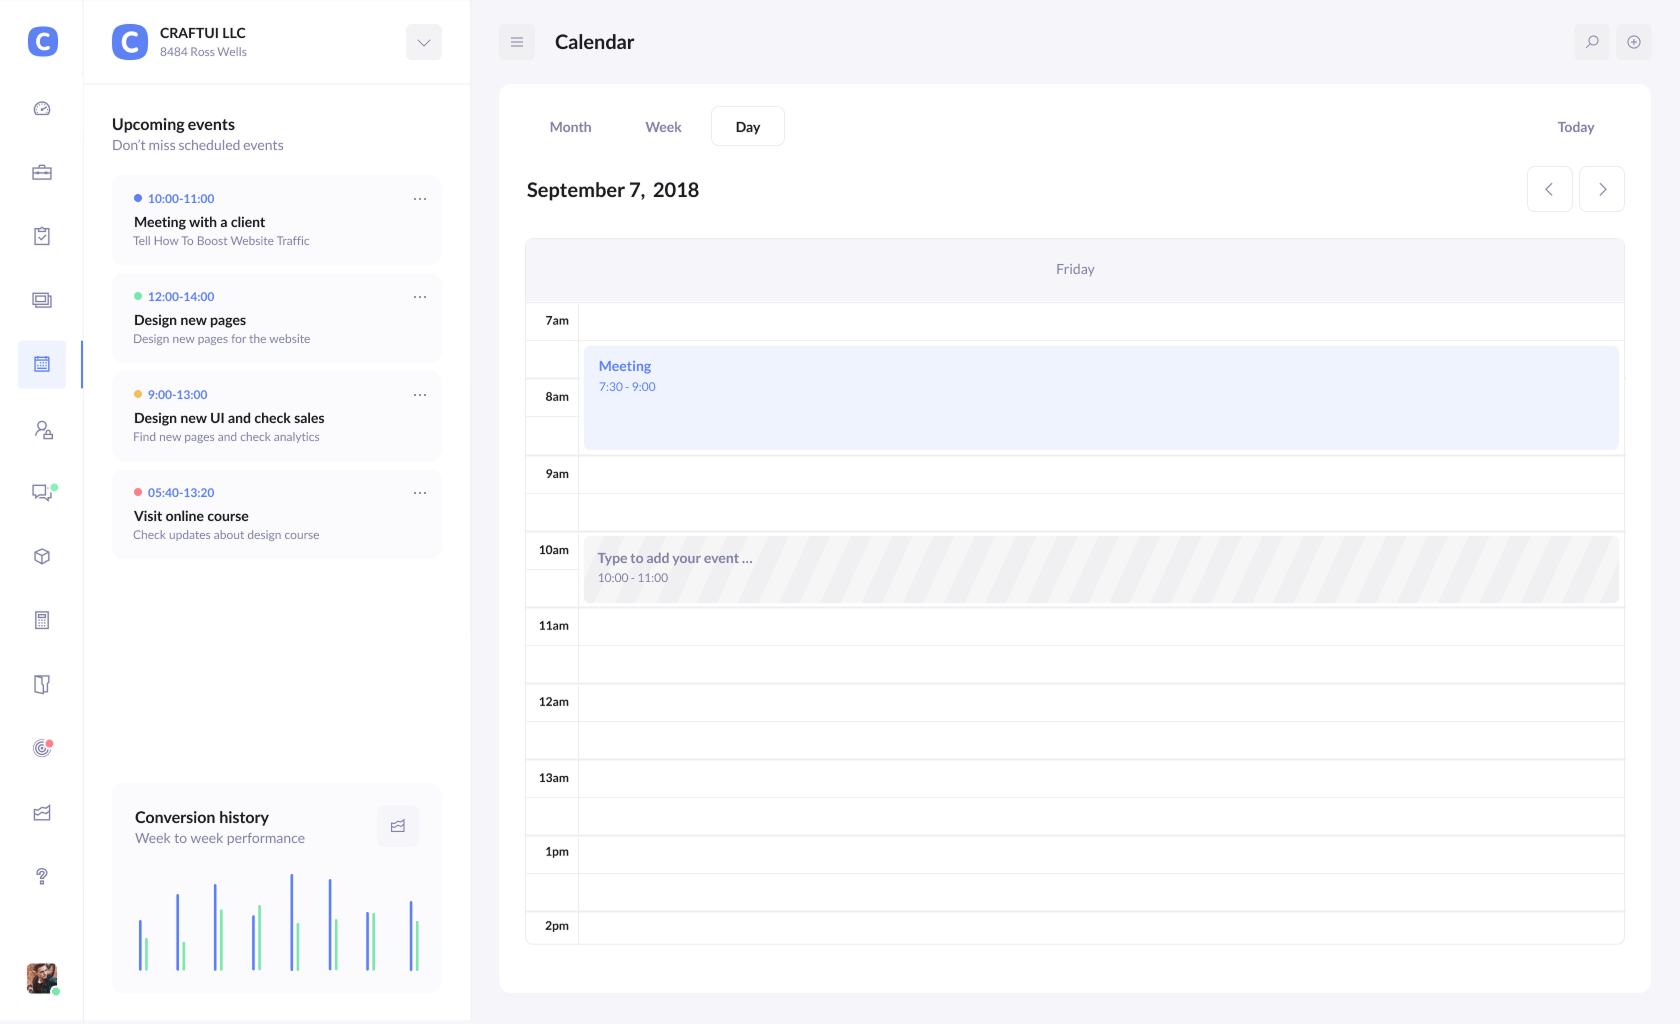 C
C
CRAFTUI LLC
8484 Ross Wells
Upcoming events
Don't miss scheduled events
10:00-11:00
Meeting with a client
Tell How To Boost Website Traffic
12:00-14:00
Design new pages
Design new pages for the website
9:00-13:00
Design new UI and check sales
Find new pages and check analytics
05:40-13:20
Visit online course
Check updates about design course
Conversion history
Week to week performance
Calendar
Month
Week
Day
Today
September 7, 2018
Friday
7am
Meeting
7:30 - 9:00
8am
9am
10am
Type to add your event ...
10:00 - 11:00
11am
12am
13am
1pm
2pm